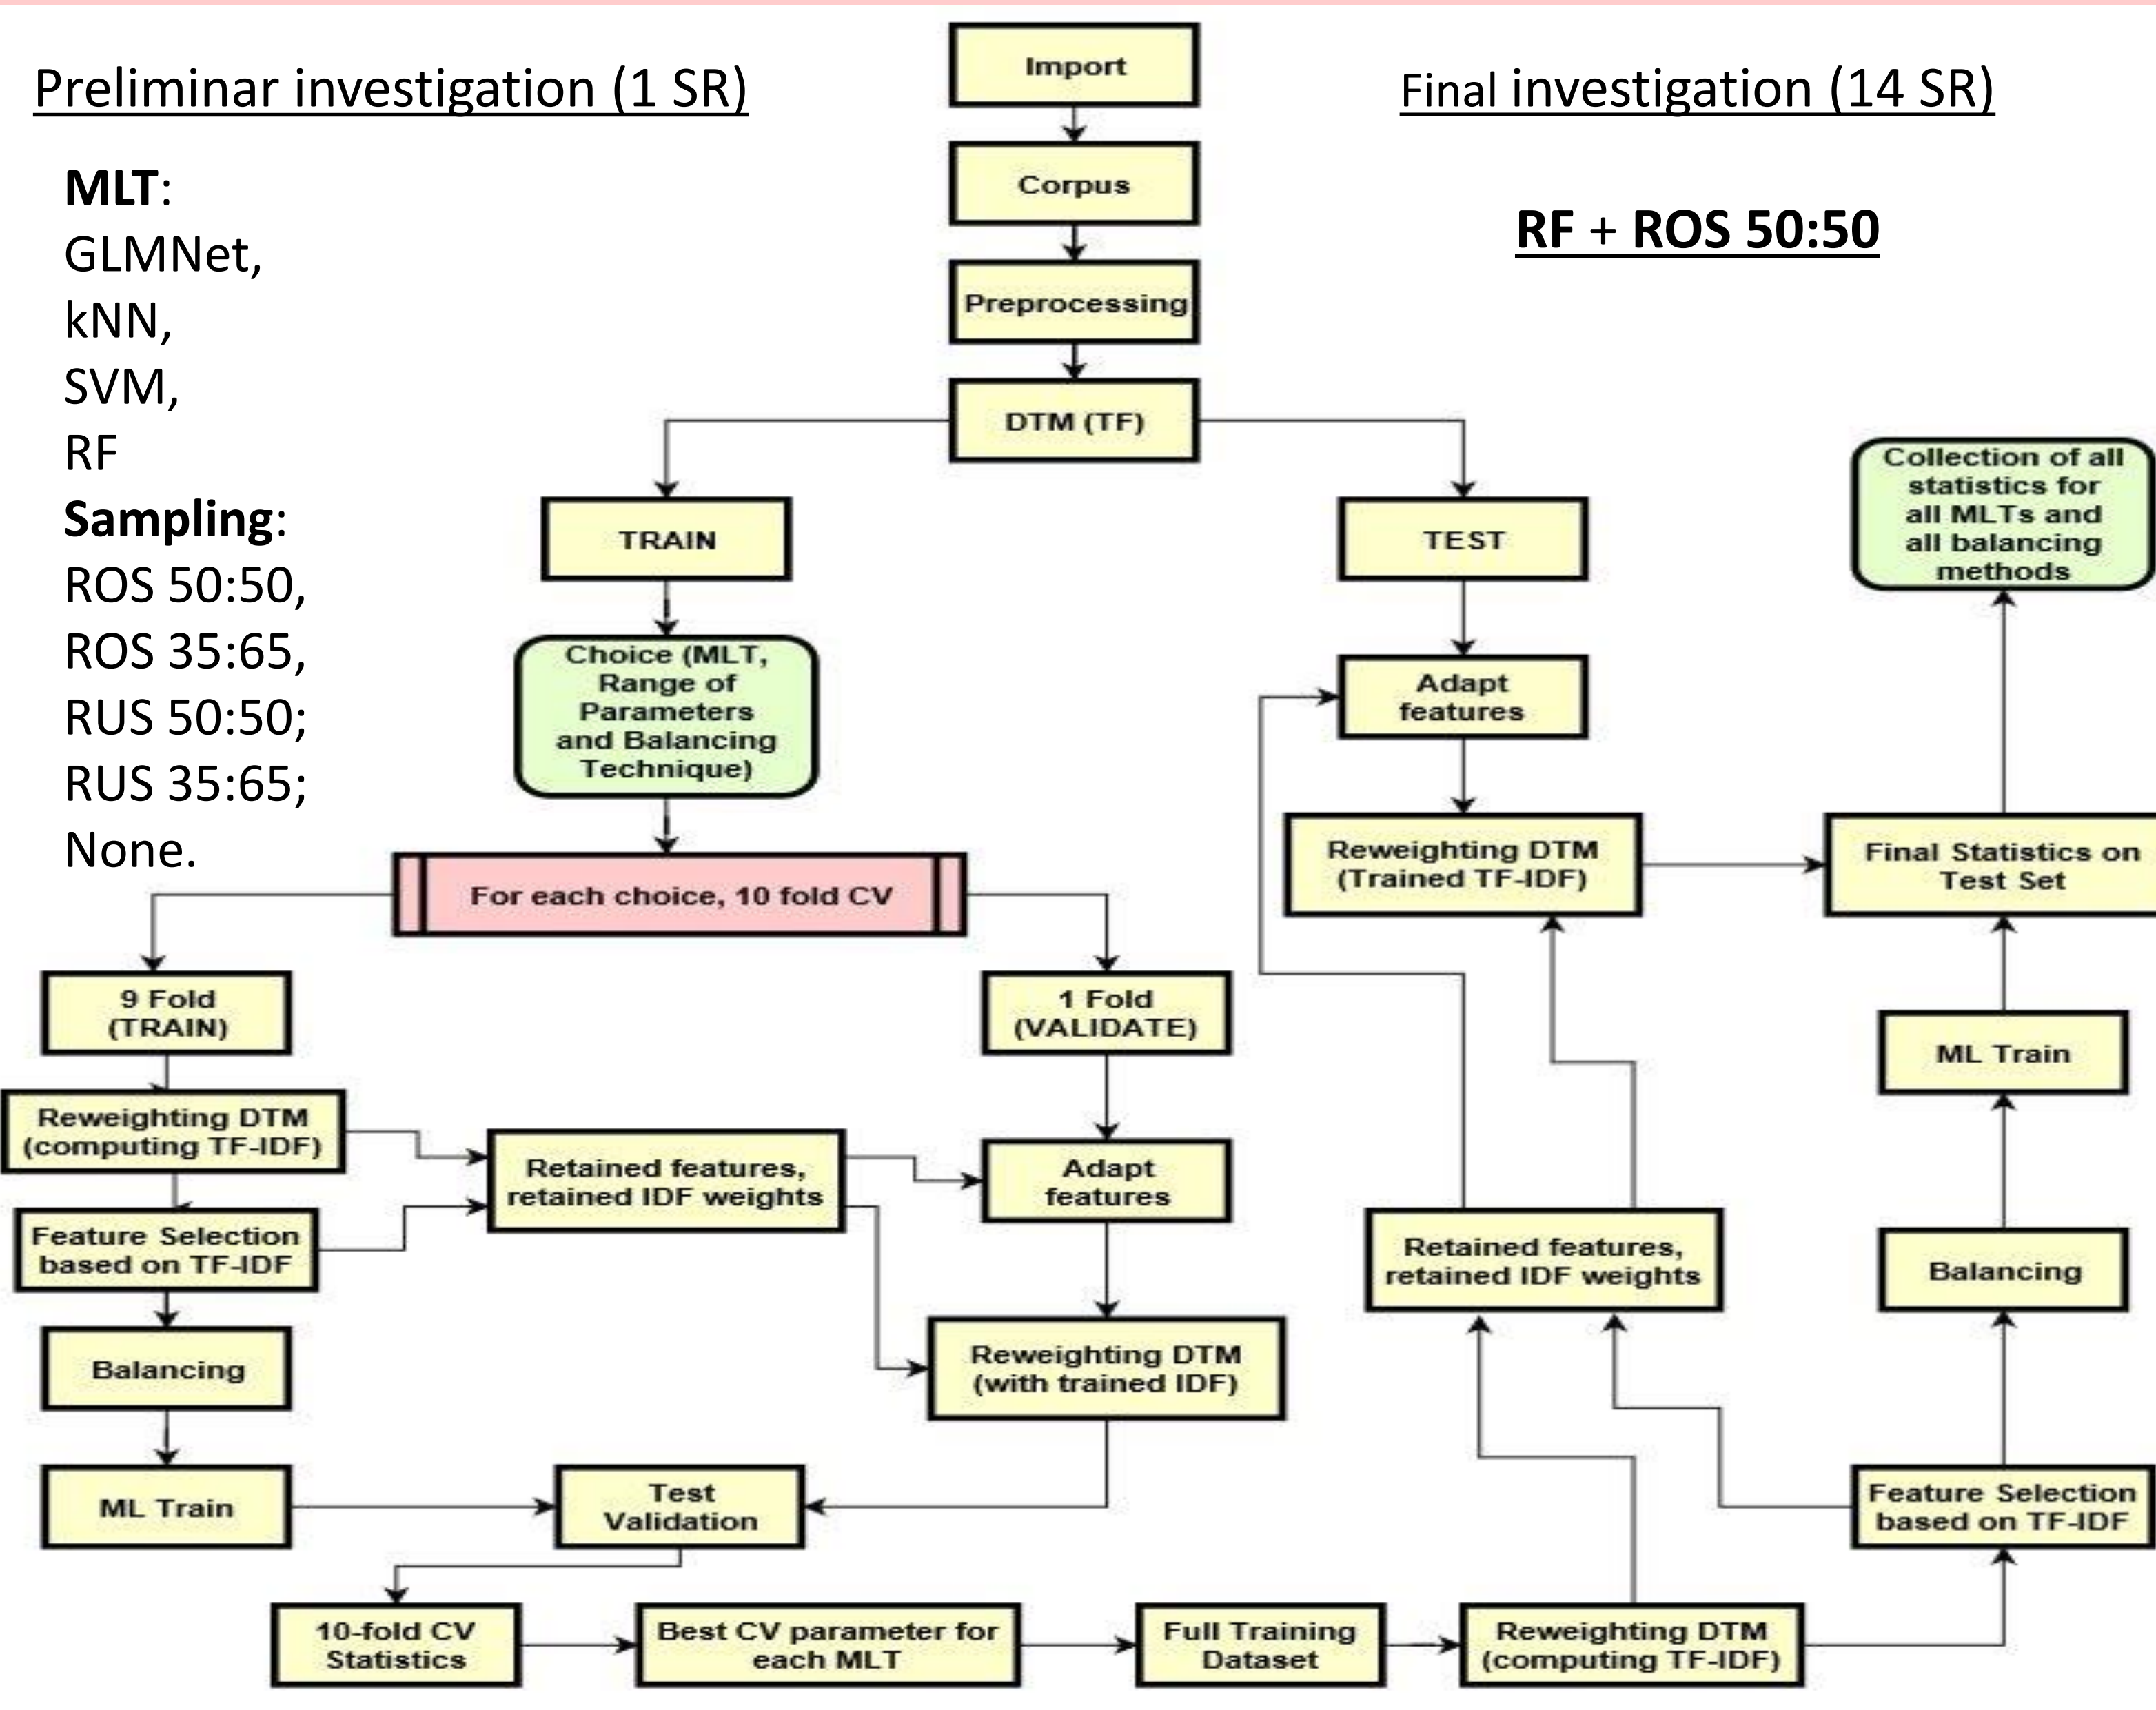 Preliminar investigation (1 SR)
MLT:
GLMNet,
kNN,
SVM,
RF
Sampling:
ROS 50:50,
ROS 35:65,
RUS 50:50;
RUS 35:65;
None.
Final investigation (14 SR)
RF + ROS 50:50
Import
Corpus
Preprocessing
DTM (TF)
TRAIN
TEST
Choice (MLT,
Range of
Parameters
and Balancing
Technique)
Adapt
features
Collection of all
statistics for
all MLTs and
all balancing
methods
For each choice, 10 fold CV
Reweighting DTM
(Trained TF-IDF)
Final Statistics on
Test Set
9 Fold
(TRAIN)
1 Fold
(VALIDATE)
ML Train
Reweighting DTM
(computing TF-IDF)
Retained features,
retained IDF weights
Adapt
features
Feature Selection
based on TF-IDF
Retained features,
retained IDF weights
Balancing
Balancing
Reweighting DTM
(with trained IDF)
ML Train
Test
Validation
Feature Selection
based on TF-IDF
10-fold CV
Statistics
Best CV parameter for
each MLT
Full Training
Dataset
Reweighting DTM
(computing TF-IDF)